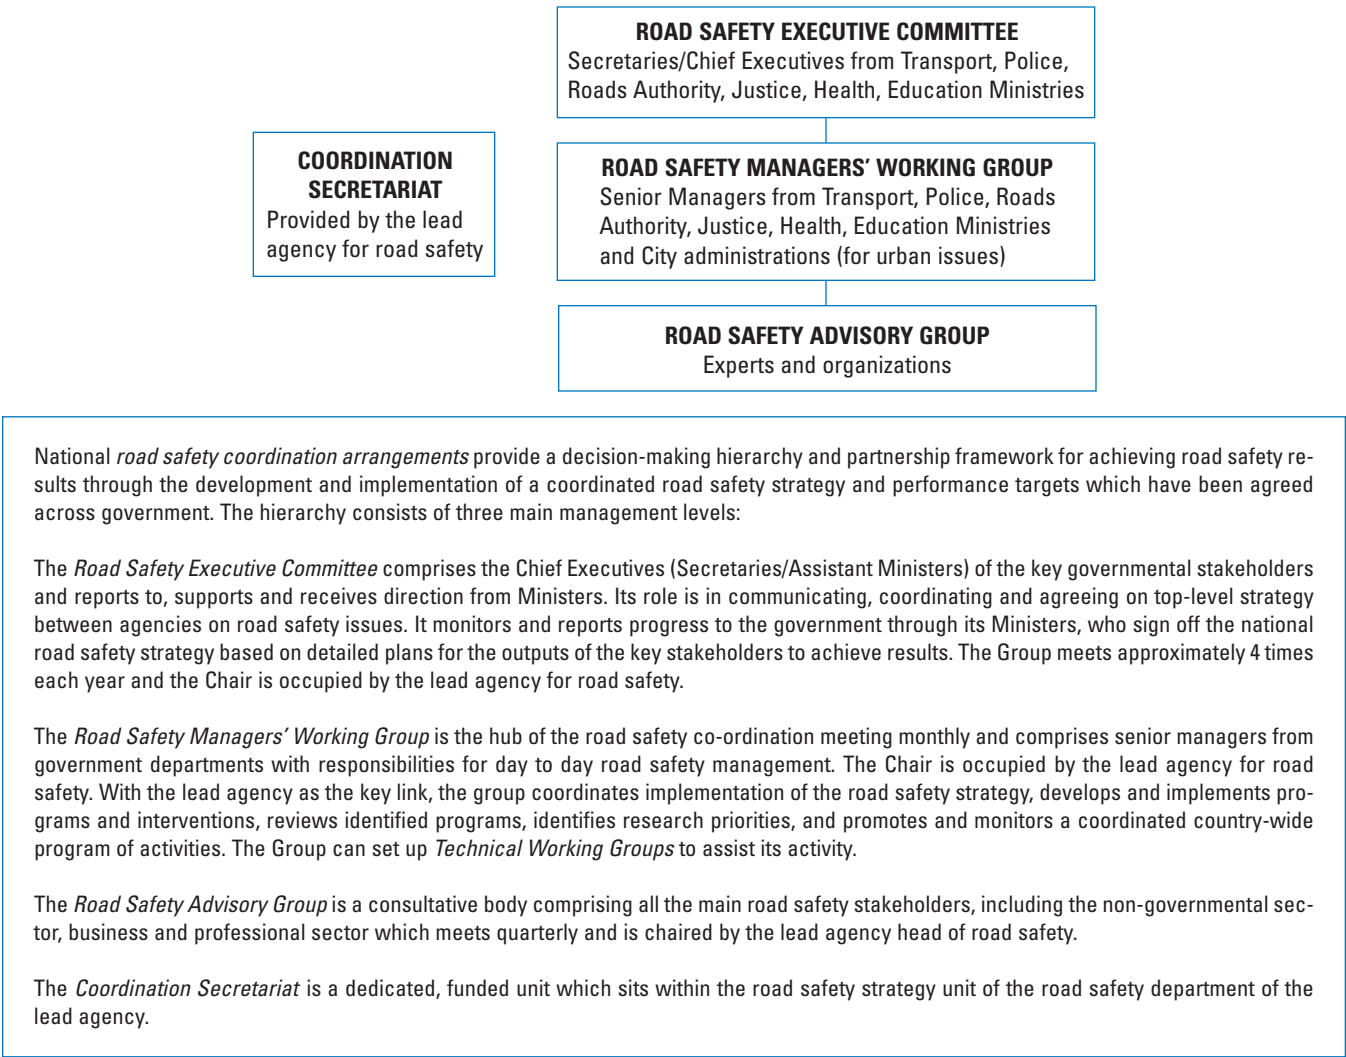 ROAD SAFETY EXECUTIVE COMMITTEE
Secretaries/Chief Executives from Transport, Police,
Roads Authority, Justice, Health, Education Ministries
COORDINATION
SECRETARIAT
Provided by the lead
agency for road safety
ROAD SAFETY MANAGERS’ WORKING GROUP
Senior Managers from Transport, Police, Roads
Authority, Justice, Health, Education Ministries
and City administrations (for urban issues)
ROAD SAFETY ADVISORY GROUP
Experts and organizations
National road safety coordination arrangements provide a decision-making hierarchy and partnership framework for achieving road safety re-
sults through the development and implementation of a coordinated road safety strategy and performance targets which have been agreed
across government. The hierarchy consists of three main management levels:
The Road Safety Executive Committee comprises the Chief Executives (Secretaries/Assistant Ministers) of the key governmental stakeholders
and reports to, supports and receives direction from Ministers. Its role is in communicating, coordinating and agreeing on top-level strategy
between agencies on road safety issues. It monitors and reports progress to the government through its Ministers, who sign off the national
road safety strategy based on detailed plans for the outputs of the key stakeholders to achieve results. The Group meets approximately 4 times
each year and the Chair is occupied by the lead agency for road safety.
The Road Safety Managers’ Working Group is the hub of the road safety co-ordination meeting monthly and comprises senior managers from
government departments with responsibilities for day to day road safety management. The Chair is occupied by the lead agency for road
safety. With the lead agency as the key link, the group coordinates implementation of the road safety strategy, develops and implements pro-
grams and interventions, reviews identified programs, identifies research priorities, and promotes and monitors a coordinated country-wide
program of activities. The Group can set up Technical Working Groups to assist its activity.
The Road Safety Advisory Group is a consultative body comprising all the main road safety stakeholders, including the non-governmental sec-
tor, business and professional sector which meets quarterly and is chaired by the lead agency head of road safety.
The Coordination Secretariat is a dedicated, funded unit which sits within the road safety strategy unit of the road safety department of the
lead agency.